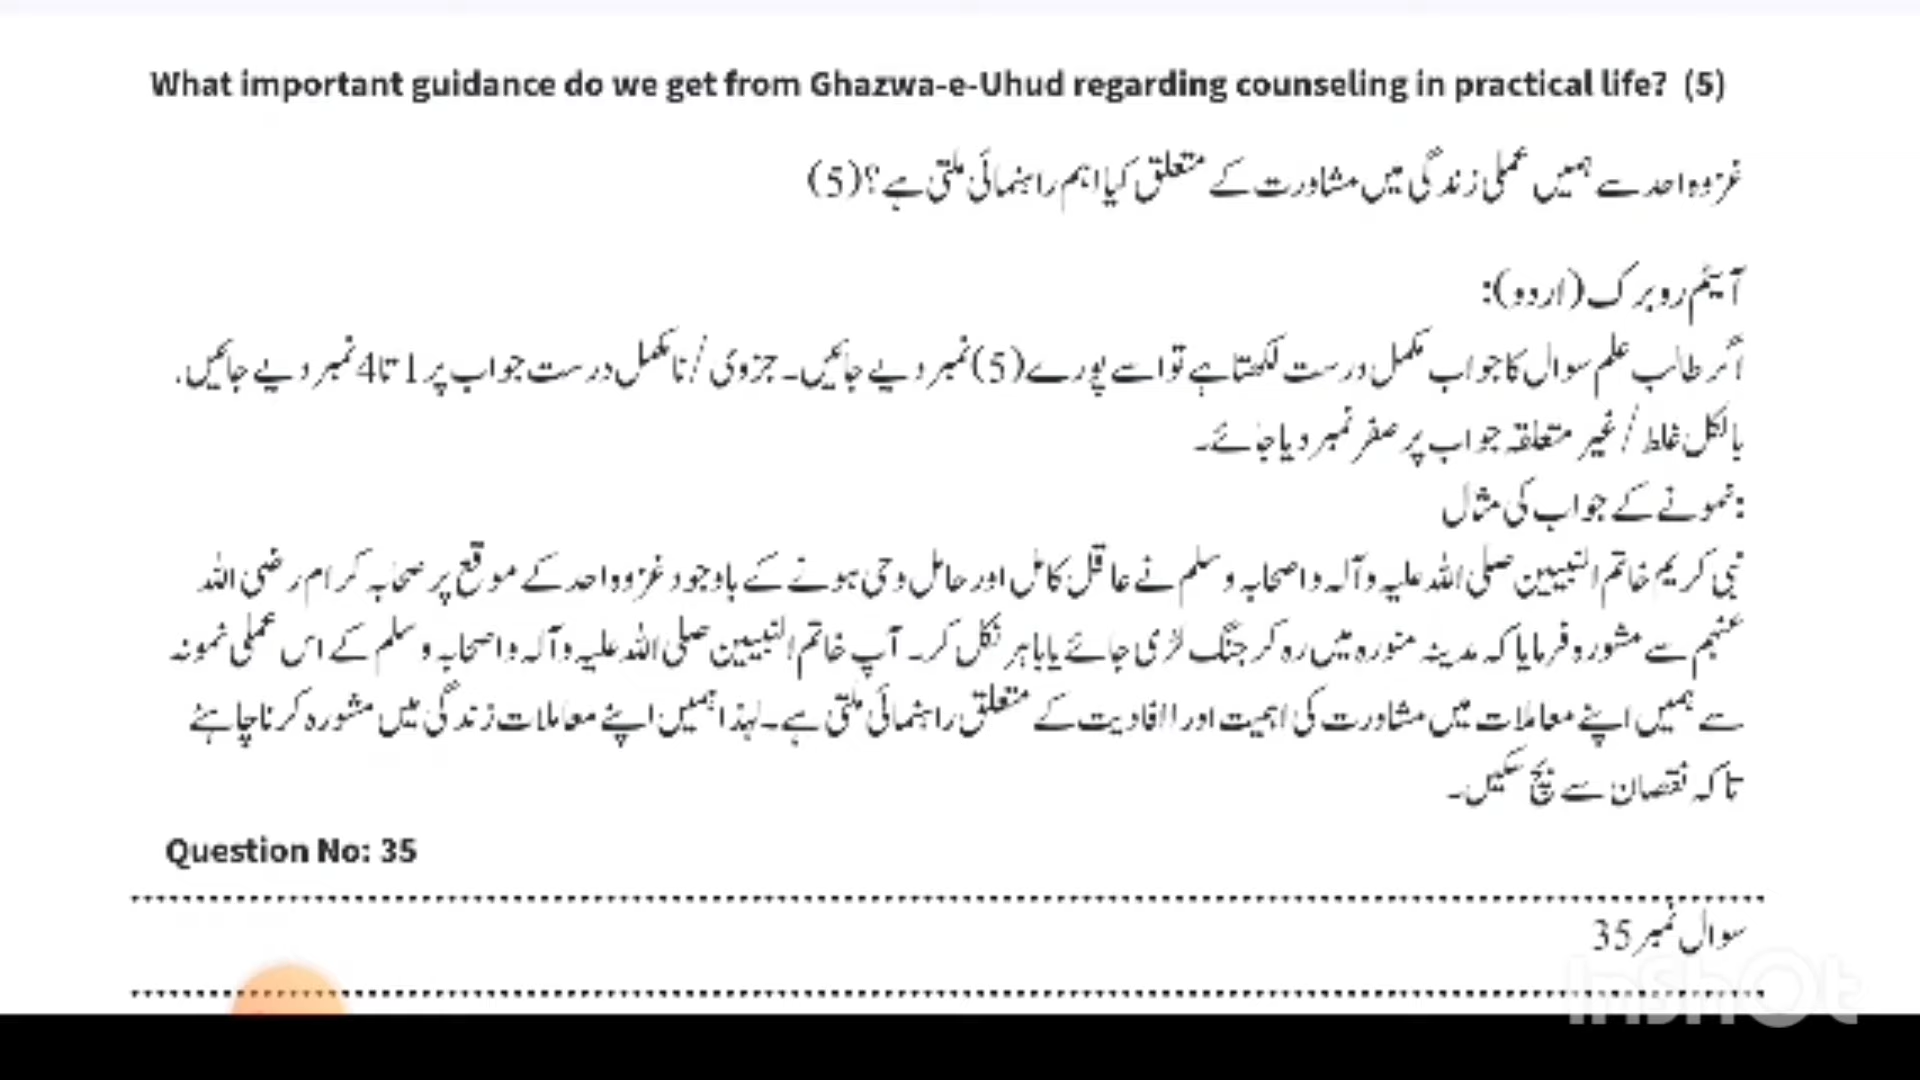 What important guidance do we get from Ghazwa-e-Uhud regarding counseling in practical life? (5)
غزوہ احد سے ہمیں عملی زندگی میں مشاورت کے متعلق کیا اہم راہنمائی ملتی ہے؟(5)
آیٹم روبرک(اردو):
اگر طالب علم سوال کا جواب مکمل درست لکھتا ہے تو اسے پورے(5)نمبر دیے جائیں۔ جزوی/نامکمل درست جواب پر 1 تا 4 نمبر دیے جائیں.
بالکل غلط/غیر متعلقہ جواب پر صفر نمبر دیا جائے۔
:نمونے کے جواب کی مثال
نبی کریم خاتم النبیین صلی اللہ علیہ و آلہ و اصحابہ وسلم نے عاقل کامل اور حامل وحی ہونے کے باوجود غزوہ احد کے موقع پر صحابہ کرام رضی اللہ
عنہم سے مشورہ فرمایا کہ مدینہ منورہ میں رہ کر جنگ لڑی جائے یا باہر نکل کر۔ آپ خاتم النبیین صلی اللہ علیہ و آلہ و اصحابہ وسلم کے اس عملی نمونہ
سے ہمیں اپنے معاملات میں مشاورت کی اہمیت اور اافادیت کے متعلق راہنمائی ملتی ہے۔ لہذا ہمیں اپنے معاملات زندگی میں مشورہ کرنا چاہئے
تاکہ نقصان سے بچ سکیں۔
Question No: 35
سوال نمبر 35
InShOt